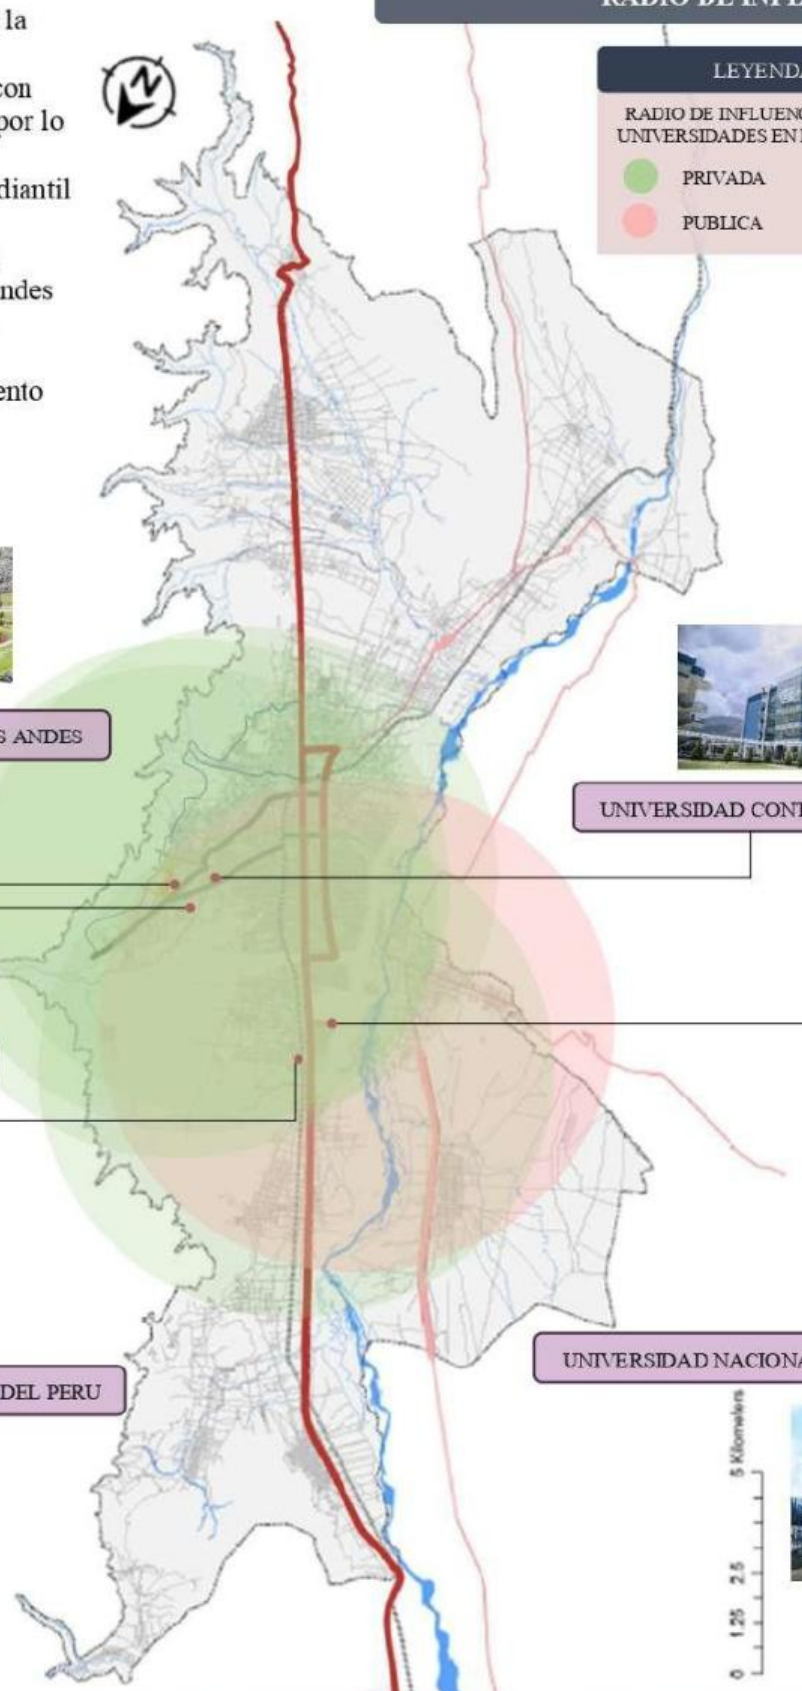 la
con
por lo
diantil
ndes
ento
N
LEYENDA
RADIO DE INFLUENC
UNIVERSIDADES EN
PRIVADA
PUBLICA
S ANDES
UNIVERSIDAD CONT
UNIVERSIDAD NACIONA
DEL PERU
5 Kilometers
2.5
1.25
0